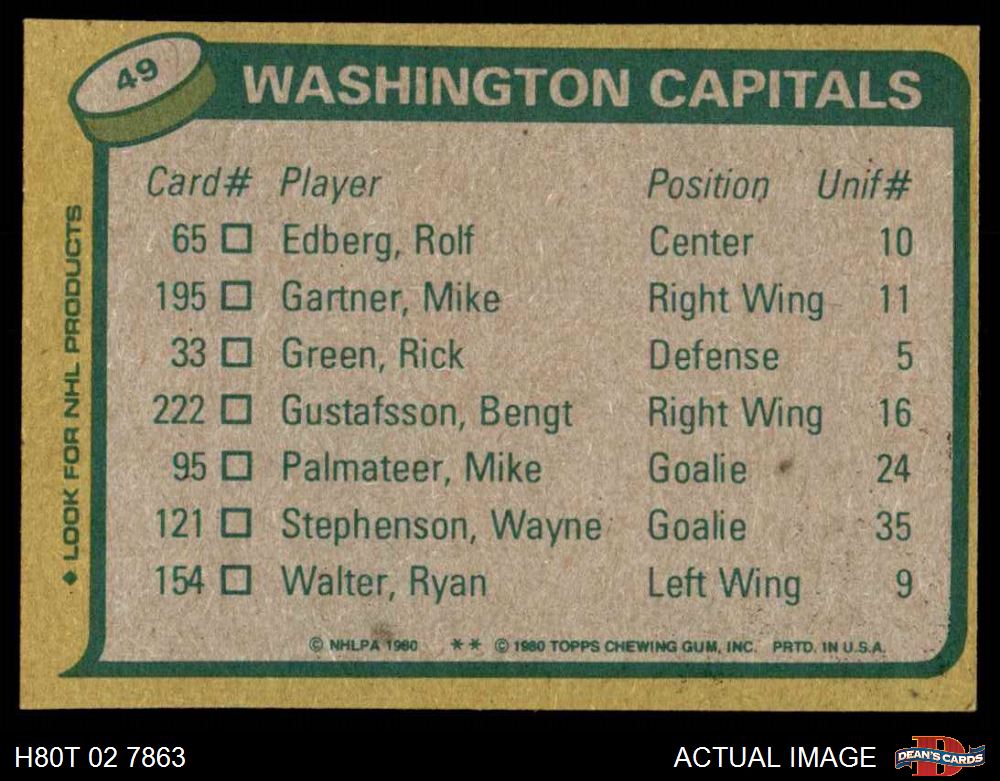 49
WASHINGTON CAPITALS
Card# Player Position Unif#
65 Edberg, Rolf Center 10
195 Gartner, Mike Right Wing 11
33 Green, Rick Defense 5
222 Gustafsson, Bengt Right Wing 16
95 Palmateer, Mike Goalie 24
121 Stephenson, Wayne Goalie 35
154 Walter, Ryan Left Wing 9
© NHLPA 1980 ** © 1980 TOPPS CHEWING GUM, INC. PRTD. IN U.S.A.
◆ LOOK FOR NHL PRODUCTS
H80T 02 7863
ACTUAL IMAGE
D
DEAN'S CARDS